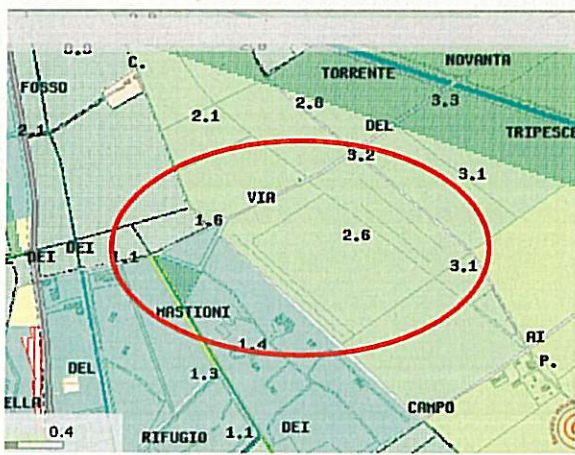 C.
TORRENTE
NOVANTA
FOSSO
2.1
2.8
3.3
2.1
DEL
TRIPESCE
3.2
3.1
VIA
1.6
2.6
DEI
DEI
1.1
3.1
MASTIONI
1.4
AI
DEL
1.3
P.
ELLA
CAMPO
0.4
RIFUGIO
1.1
DEI